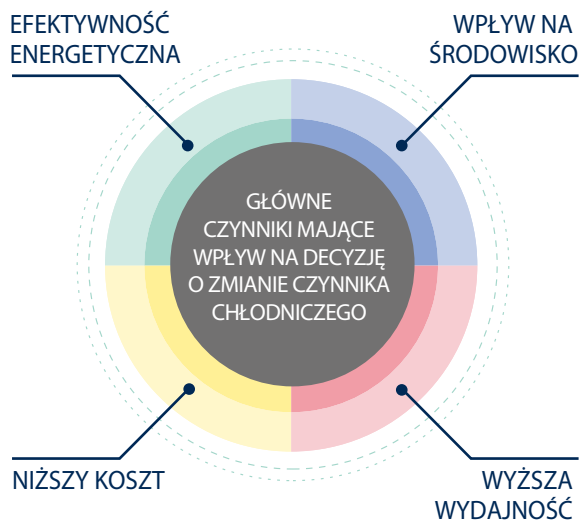 EFEKTYWNOŚĆ
ENERGETYCZNA
WPŁYW NA
ŚRODOWISKO
GŁÓWNE
CZYNNIKI MAJĄCE
WPŁYW NA DECYZJĘ
O ZMIANIE CZYNNIKA
CHŁODNICZEGO
NIŻSZY KOSZT
WYŻSZA
WYDAJNOŚĆ